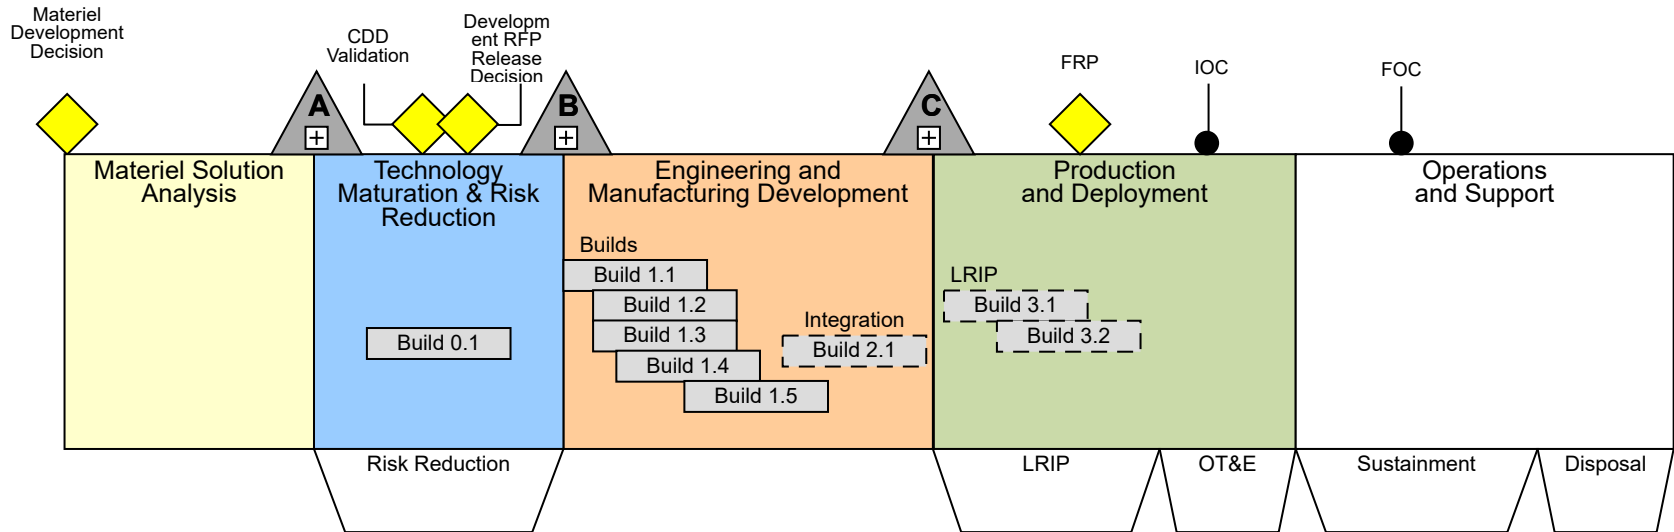 Materiel
Development
Decision
CDD
Validation
Developm
ent RFP
Release
Decision
FRP
IOC
FOC
A
B
C
Materiel Solution
Analysis
Technology
Maturation & Risk
Reduction
Engineering and
Manufacturing Development
Production
and Deployment
Operations
and Support
Builds
Build 1.1
Build 1.2
Build 1.3
Build 1.4
Build 1.5
Build 0.1
Integration
Build 2.1
LRIP
Build 3.1
Build 3.2
Risk Reduction
LRIP
OT&E
Sustainment
Disposal